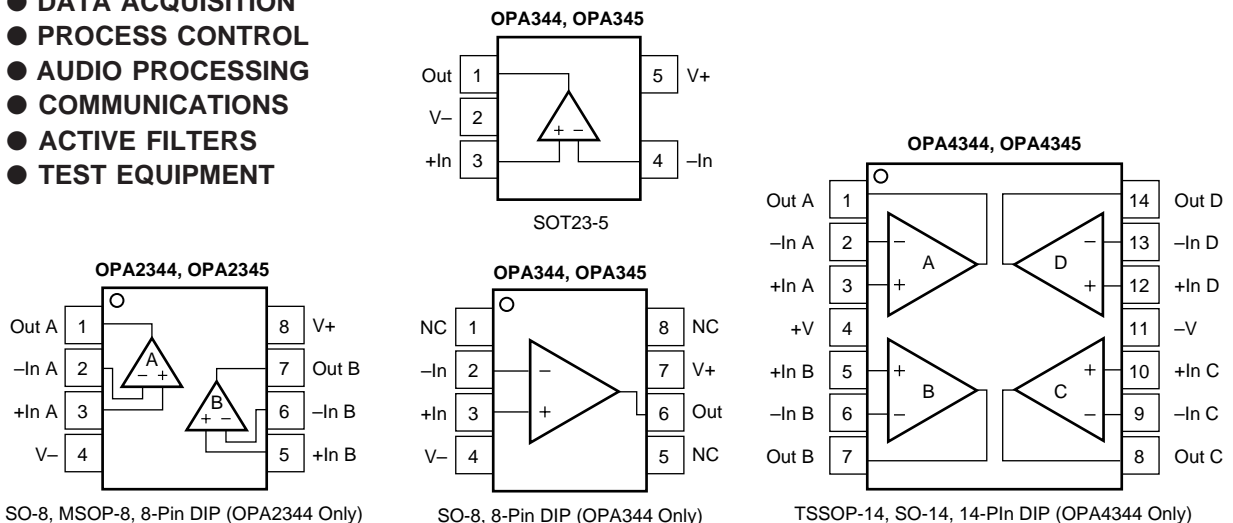 ● DATA ACQUISITION
● PROCESS CONTROL
● AUDIO PROCESSING
● COMMUNICATIONS
● ACTIVE FILTERS
● TEST EQUIPMENT
OPA344, OPA345
Out 1 5 V+
V– 2
+In 3 4 –In
+ –
SOT23-5
OPA2344, OPA2345
Out A 1 8 V+
–In A 2 7 Out B
+In A 3 6 –In B
V– 4 5 +In B
A
– +
B
+ –
SO-8, MSOP-8, 8-Pin DIP (OPA2344 Only)
OPA344, OPA345
NC 1 8 NC
–In 2 – 7 V+
+In 3 + 6 Out
V– 4 5 NC
SO-8, 8-Pin DIP (OPA344 Only)
OPA4344, OPA4345
Out A 1 14 Out D
–In A 2 – – 13 –In D
A D
+In A 3 + + 12 +In D
+V 4 11 –V
+In B 5 + + 10 +In C
B C
–In B 6 – – 9 –In C
Out B 7 8 Out C
TSSOP-14, SO-14, 14-PIn DIP (OPA4344 Only)